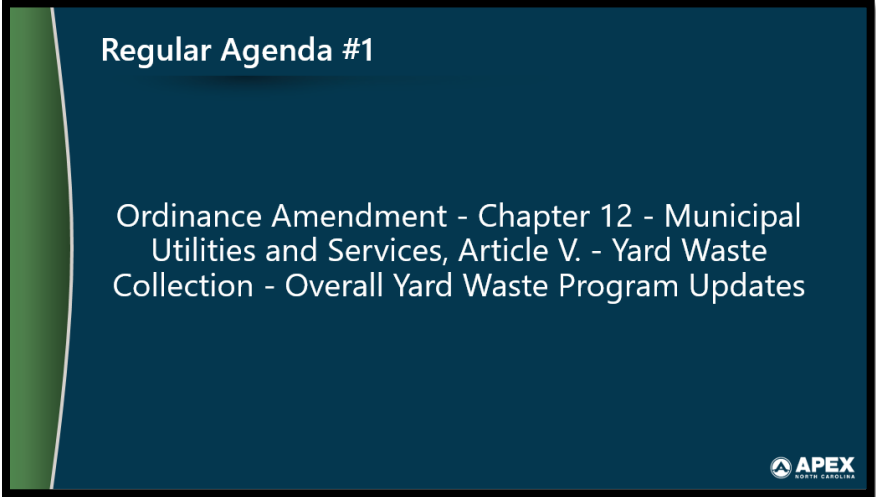 Regular Agenda #1
Ordinance Amendment - Chapter 12 - Municipal
Utilities and Services, Article V. - Yard Waste
Collection - Overall Yard Waste Program Updates
APEX
NORTH CAROLINA